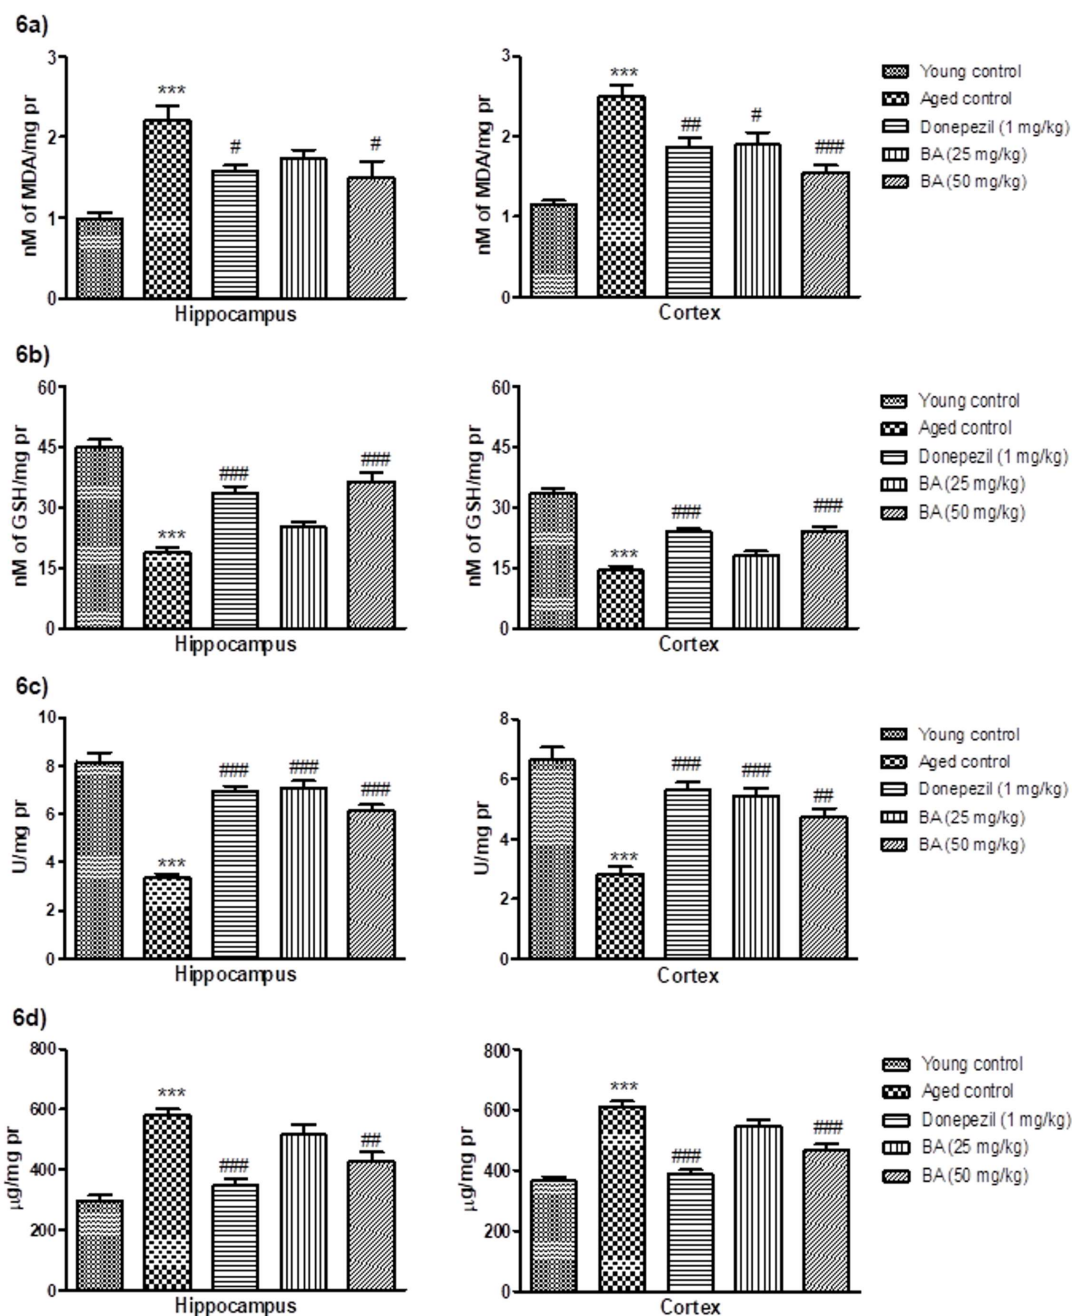 6a)
nM of MDA/mg pr
3
2
1
0
***
#
#
Hippocampus
nM of MDA/mg pr
3
2
1
0
***
##
#
###
Cortex
Young control
Aged control
Donepezil (1 mg/kg)
BA (25 mg/kg)
BA (50 mg/kg)
6b)
nM of GSH/mg pr
60
45
30
15
0
***
###
###
Hippocampus
nM of GSH/mg pr
60
45
30
15
0
***
###
###
Cortex
Young control
Aged control
Donepezil (1 mg/kg)
BA (25 mg/kg)
BA (50 mg/kg)
6c)
U/mg pr
10
8
6
4
2
0
***
###
###
###
Hippocampus
U/mg pr
8
6
4
2
0
***
###
###
##
Cortex
Young control
Aged control
Donepezil (1 mg/kg)
BA (25 mg/kg)
BA (50 mg/kg)
6d)
µg/mg pr
800
600
400
200
0
***
###
##
Hippocampus
µg/mg pr
800
600
400
200
0
***
###
###
Cortex
Young control
Aged control
Donepezil (1 mg/kg)
BA (25 mg/kg)
BA (50 mg/kg)